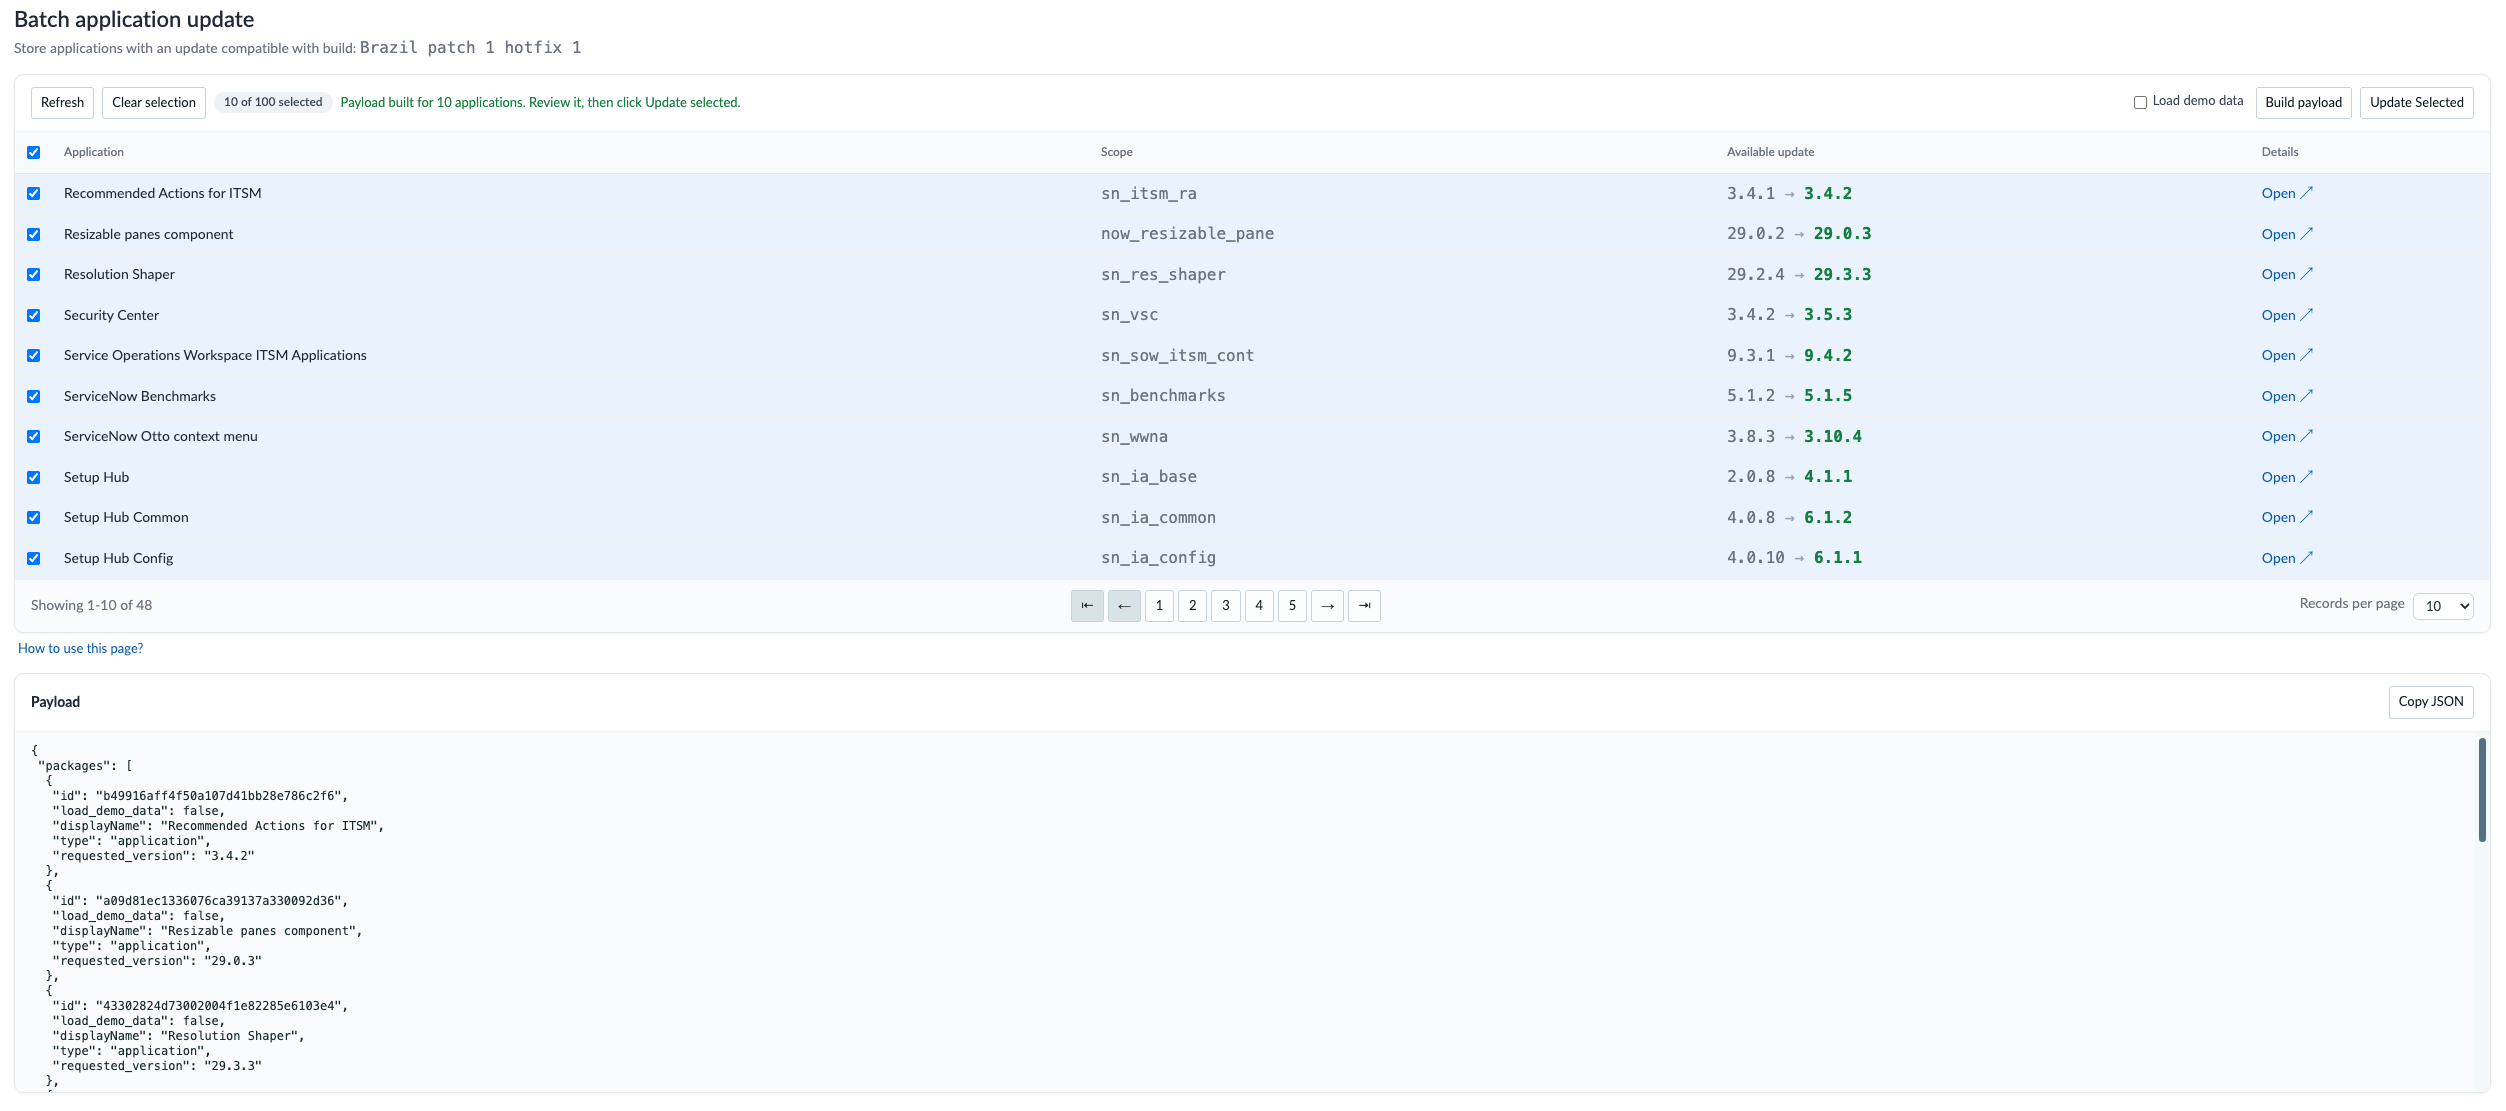 Batch application update
Store applications with an update compatible with build: Brazil patch 1 hotfix 1
Refresh Clear selection 10 of 100 selected Payload built for 10 applications. Review it, then click Update selected. Load demo data Build payload Update Selected
Application Scope Available update Details
Recommended Actions for ITSM sn_itsm_ra 3.4.1 → 3.4.2 Open ↗
Resizable panes component now_resizable_pane 29.0.2 → 29.0.3 Open ↗
Resolution Shaper sn_res_shaper 29.2.4 → 29.3.3 Open ↗
Security Center sn_vsc 3.4.2 → 3.5.3 Open ↗
Service Operations Workspace ITSM Applications sn_sow_itsm_cont 9.3.1 → 9.4.2 Open ↗
ServiceNow Benchmarks sn_benchmarks 5.1.2 → 5.1.5 Open ↗
ServiceNow Otto context menu sn_wwna 3.8.3 → 3.10.4 Open ↗
Setup Hub sn_ia_base 2.0.8 → 4.1.1 Open ↗
Setup Hub Common sn_ia_common 4.0.8 → 6.1.2 Open ↗
Setup Hub Config sn_ia_config 4.0.10 → 6.1.1 Open ↗
Showing 1-10 of 48 ⇤ ← 1 2 3 4 5 → ⇥ Records per page 10
How to use this page?
Payload Copy JSON
{
"packages": [
{
"id": "b49916aff4f50a107d41bb28e786c2f6",
"load_demo_data": false,
"displayName": "Recommended Actions for ITSM",
"type": "application",
"requested_version": "3.4.2"
},
{
"id": "a09d81ec1336076ca39137a330092d36",
"load_demo_data": false,
"displayName": "Resizable panes component",
"type": "application",
"requested_version": "29.0.3"
},
{
"id": "43302824d73002004f1e82285e6103e4",
"load_demo_data": false,
"displayName": "Resolution Shaper",
"type": "application",
"requested_version": "29.3.3"
},